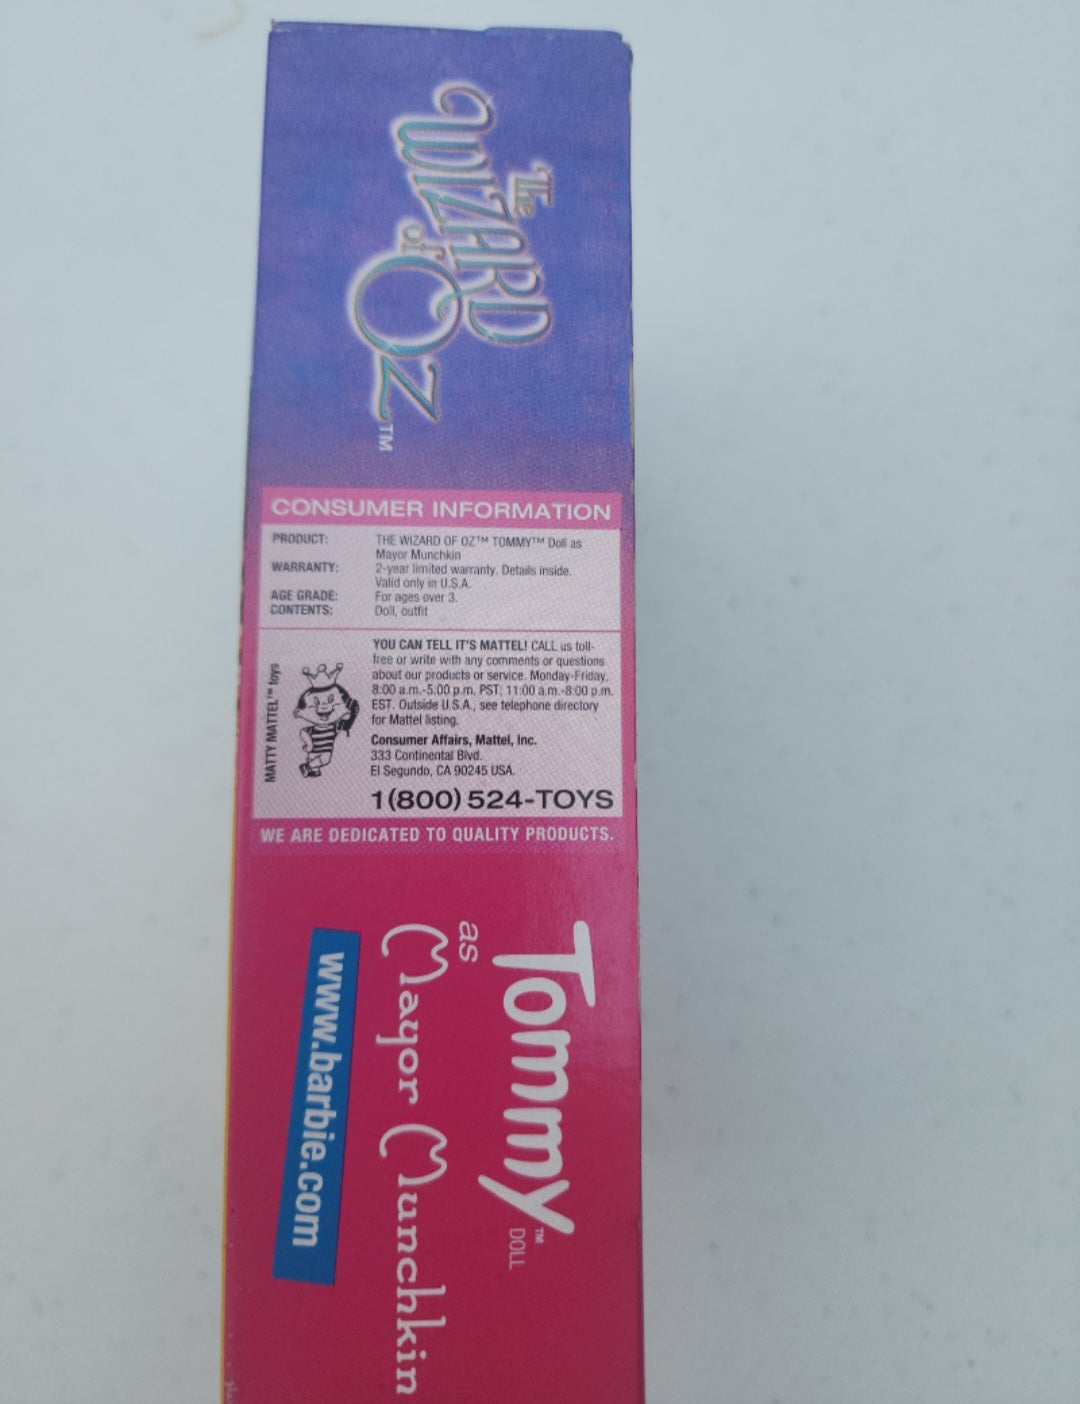 The
WIZARD
of
OZ™
CONSUMER INFORMATION
PRODUCT: THE WIZARD OF OZ™ TOMMY™ Doll as
Mayor Munchkin
WARRANTY: 2-year limited warranty. Details inside.
Valid only in U.S.A.
AGE GRADE: For ages over 3.
CONTENTS: Doll, outfit
MATTY MATTEL™ toys
YOU CAN TELL IT'S MATTEL! CALL us toll-
free or write with any comments or questions
about our products or service. Monday-Friday.
8:00 a.m.-5:00 p.m. PST; 11:00 a.m.-8:00 p.m.
EST. Outside U.S.A., see telephone directory
for Mattel listing.
Consumer Affairs, Mattel, Inc.
333 Continental Blvd.
El Segundo, CA 90245 USA.
1(800) 524-TOYS
WE ARE DEDICATED TO QUALITY PRODUCTS.
Tommy™ DOLL
as
Mayor Munchkin
www.barbie.com